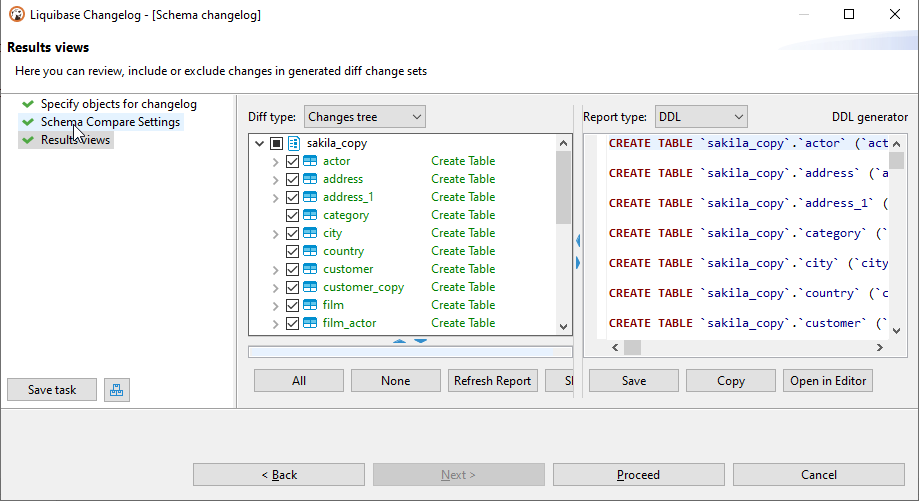 Liquibase Changelog - [Schema changelog]
Results views
Here you can review, include or exclude changes in generated diff change sets
Specify objects for changelog
Schema Compare Settings
Results views
Save task
Diff type: Changes tree
sakila_copy
actor Create Table
address Create Table
address_1 Create Table
category Create Table
city Create Table
country Create Table
customer Create Table
customer_copy Create Table
film Create Table
film_actor Create Table
All None Refresh Report
Report type: DDL DDL generator
CREATE TABLE `sakila_copy`.`actor` (`act
CREATE TABLE `sakila_copy`.`address` (`a
CREATE TABLE `sakila_copy`.`address_1` (
CREATE TABLE `sakila_copy`.`category` (`
CREATE TABLE `sakila_copy`.`city` (`city
CREATE TABLE `sakila_copy`.`country` (`c
CREATE TABLE `sakila_copy`.`customer` (`
Save Copy Open in Editor
< Back Next > Proceed Cancel